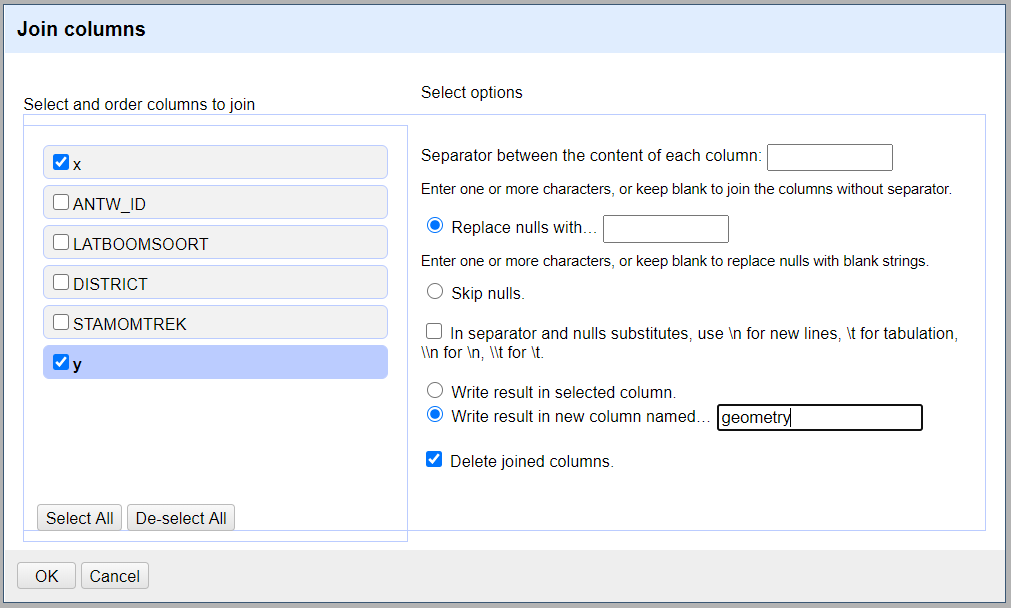 Join columns
Select and order columns to join
x
ANTW_ID
LATBOOMSOORT
DISTRICT
STAMOMTREK
y
Select All De-select All
Select options
Separator between the content of each column:
Enter one or more characters, or keep blank to join the columns without separator.
Replace nulls with...
Enter one or more characters, or keep blank to replace nulls with blank strings.
Skip nulls.
In separator and nulls substitutes, use \n for new lines, \t for tabulation,
\\n for \n, \\t for \t.
Write result in selected column.
Write result in new column named... geometry
Delete joined columns.
OK Cancel